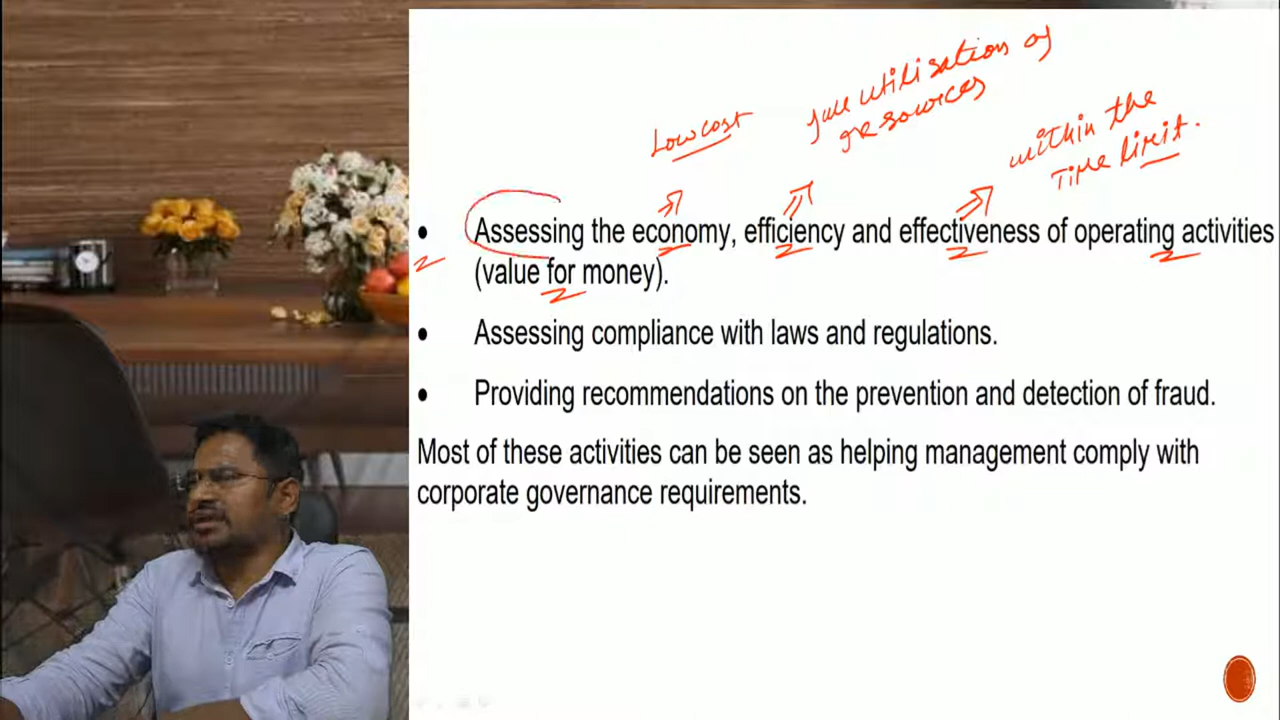 Low cost
full utilisation of
resources
within the
Time limit.
• Assessing the economy, efficiency and effectiveness of operating activities
(value for money).
• Assessing compliance with laws and regulations.
• Providing recommendations on the prevention and detection of fraud.
Most of these activities can be seen as helping management comply with
corporate governance requirements.